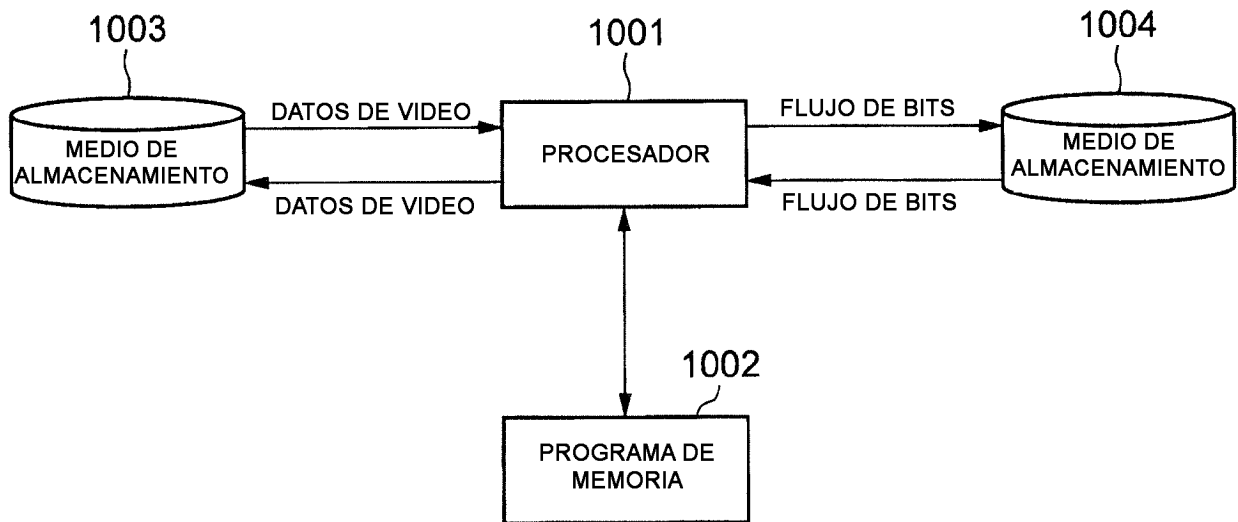 1003
1001
1004
DATOS DE VIDEO
FLUJO DE BITS
MEDIO DE
ALMACENAMIENTO
PROCESADOR
MEDIO DE
ALMACENAMIENTO
DATOS DE VIDEO
FLUJO DE BITS
1002
PROGRAMA DE
MEMORIA